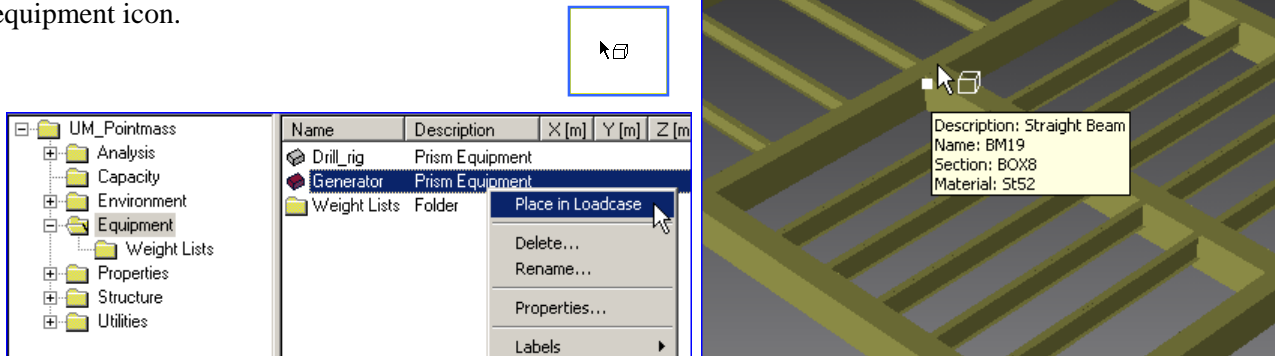 equipment icon.
UM_Pointmass
Analysis
Capacity
Environment
Equipment
Weight Lists
Properties
Structure
Utilities
Name Description X [m] Y [m] Z [m
Drill_rig Prism Equipment
Generator Prism Equipment
Weight Lists Folder
Place in Loadcase
Delete...
Rename...
Properties...
Labels
Description: Straight Beam
Name: BM19
Section: BOX8
Material: St52